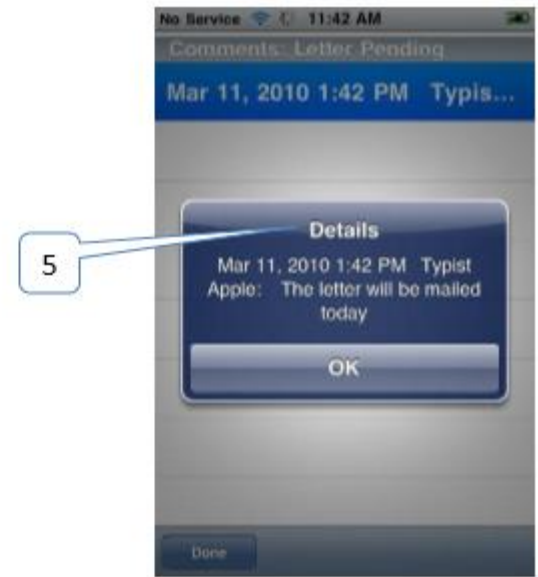 No Service 11:42 AM
Comments: Letter Pending
Mar 11, 2010 1:42 PM Typis...
5
Details
Mar 11, 2010 1:42 PM Typist
Apple: The letter will be mailed
today
OK
Done